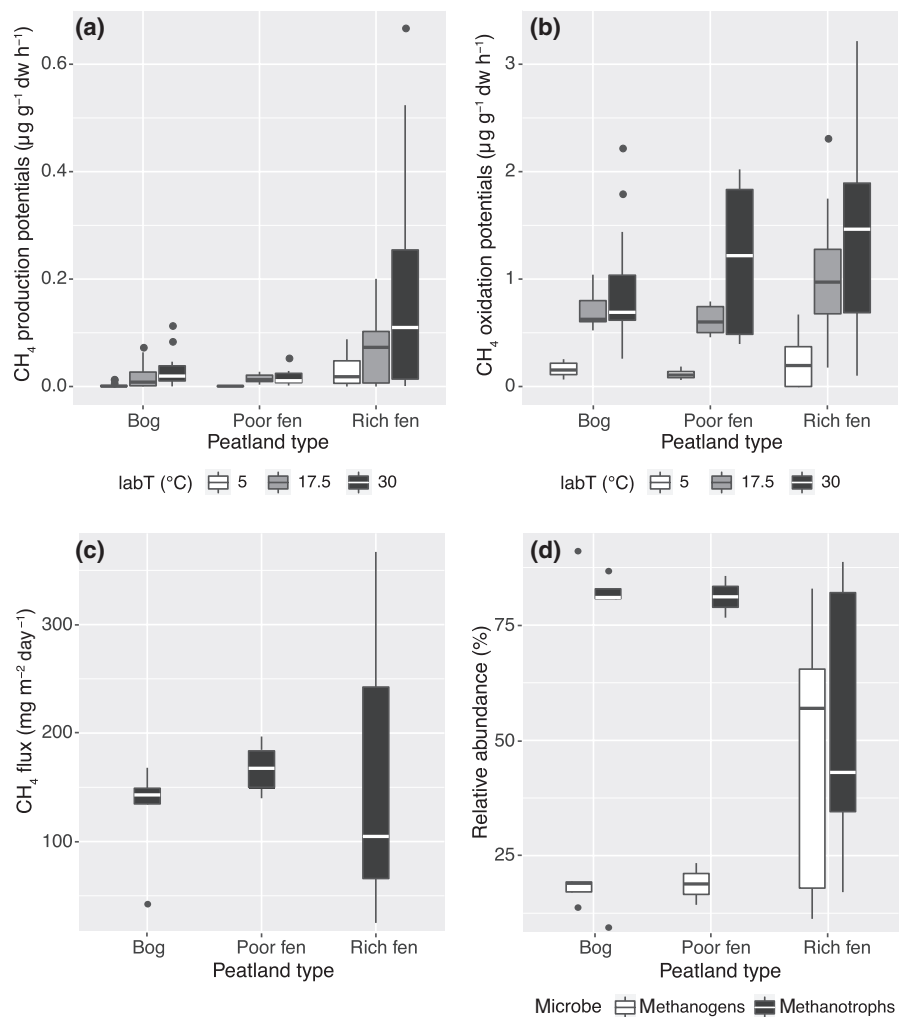 (a)
CH₄ production potentials (µg g⁻¹ dw h⁻¹)
0.6
0.4
0.2
0.0
Bog Poor fen Rich fen
Peatland type
labT (°C) 5 17.5 30
(b)
CH₄ oxidation potentials (µg g⁻¹ dw h⁻¹)
3
2
1
0
Bog Poor fen Rich fen
Peatland type
labT (°C) 5 17.5 30
(c)
CH₄ flux (mg m⁻² day⁻¹)
300
200
100
Bog Poor fen Rich fen
Peatland type
(d)
Relative abundance (%)
75
50
25
Bog Poor fen Rich fen
Peatland type
Microbe Methanogens Methanotrophs